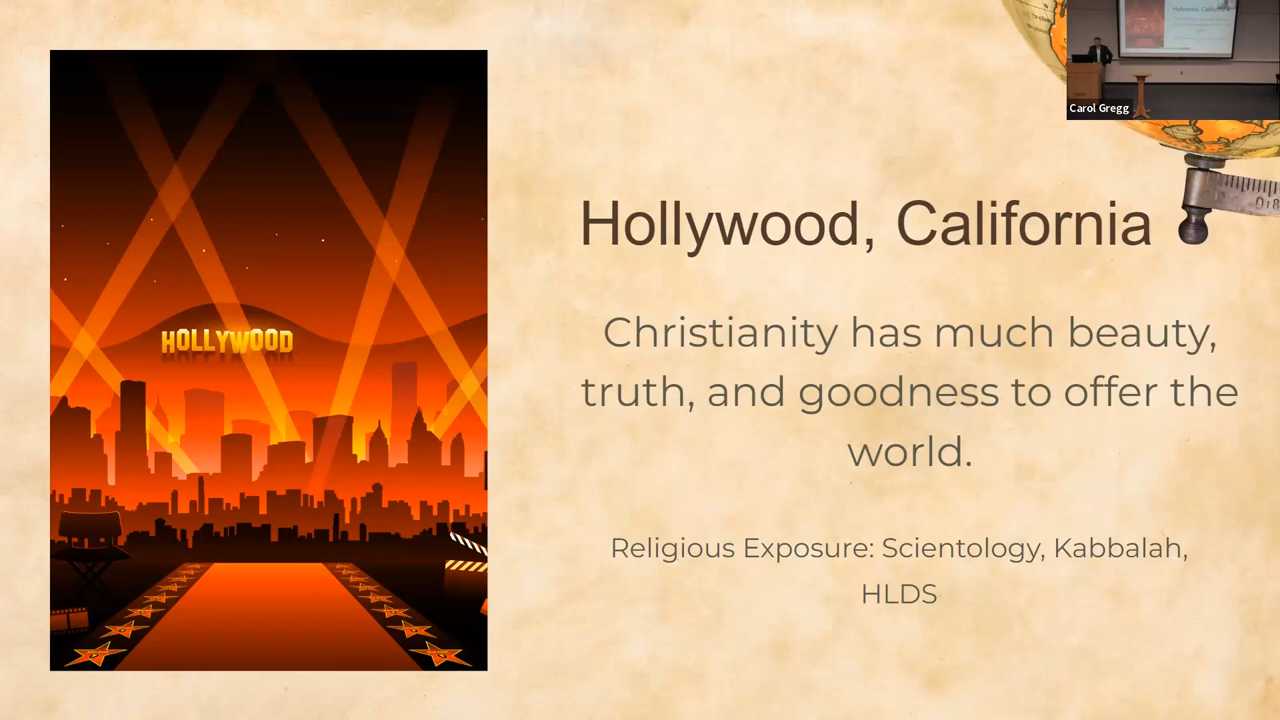 HOLLYWOOD
Hollywood, California
Christianity has much beauty,
truth, and goodness to offer the
world.
Religious Exposure: Scientology, Kabbalah,
HLDS
Carol Gregg